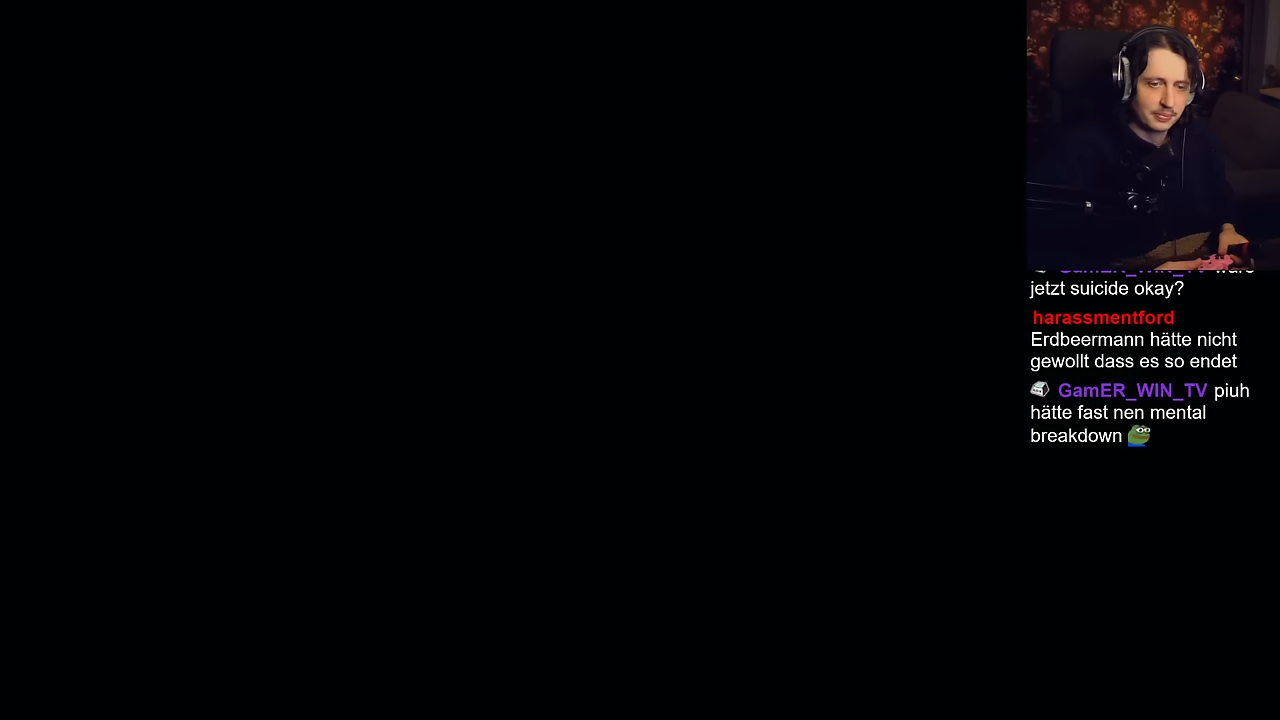 jetzt suicide okay?
harassmentford
Erdbeermann hätte nicht
gewollt dass es so endet
GamER_WIN_TV piuh
hätte fast nen mental
breakdown